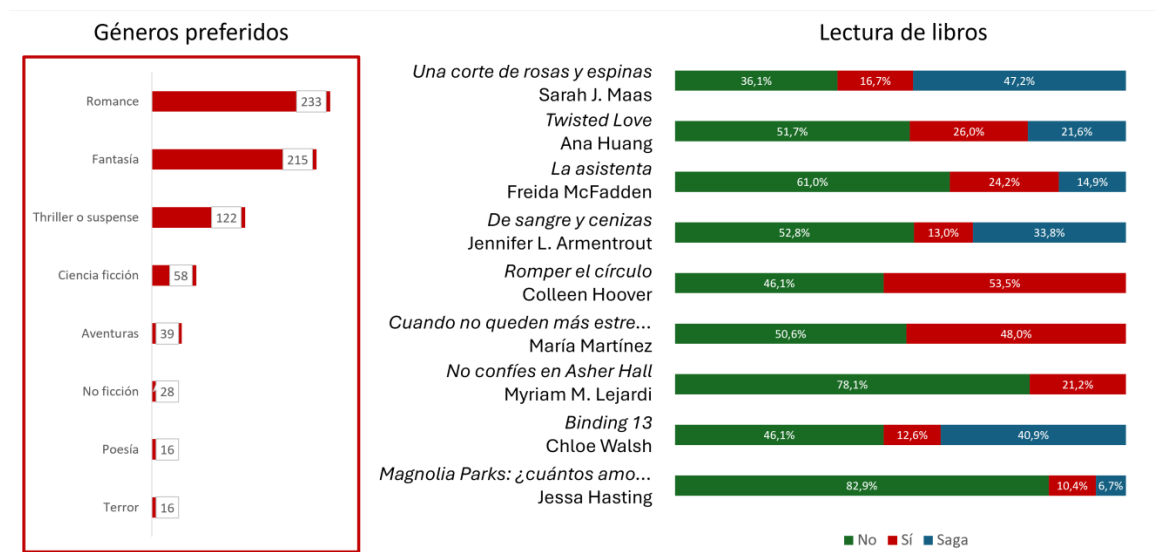 Géneros preferidos
Romance
233
Fantasía
215
Thriller o suspense
122
Ciencia ficción
58
Aventuras
39
No ficción
28
Poesía
16
Terror
16
Lectura de libros
Una corte de rosas y espinas
Sarah J. Maas
36,1% 16,7% 47,2%
Twisted Love
Ana Huang
51,7% 26,0% 21,6%
La asistenta
Freida McFadden
61,0% 24,2% 14,9%
De sangre y cenizas
Jennifer L. Armentrout
52,8% 13,0% 33,8%
Romper el círculo
Colleen Hoover
46,1% 53,5%
Cuando no queden más estre...
María Martínez
50,6% 48,0%
No confíes en Asher Hall
Myriam M. Lejardi
78,1% 21,2%
Binding 13
Chloe Walsh
46,1% 12,6% 40,9%
Magnolia Parks: ¿cuántos amo...
Jessa Hasting
82,9% 10,4% 6,7%
No Sí Saga